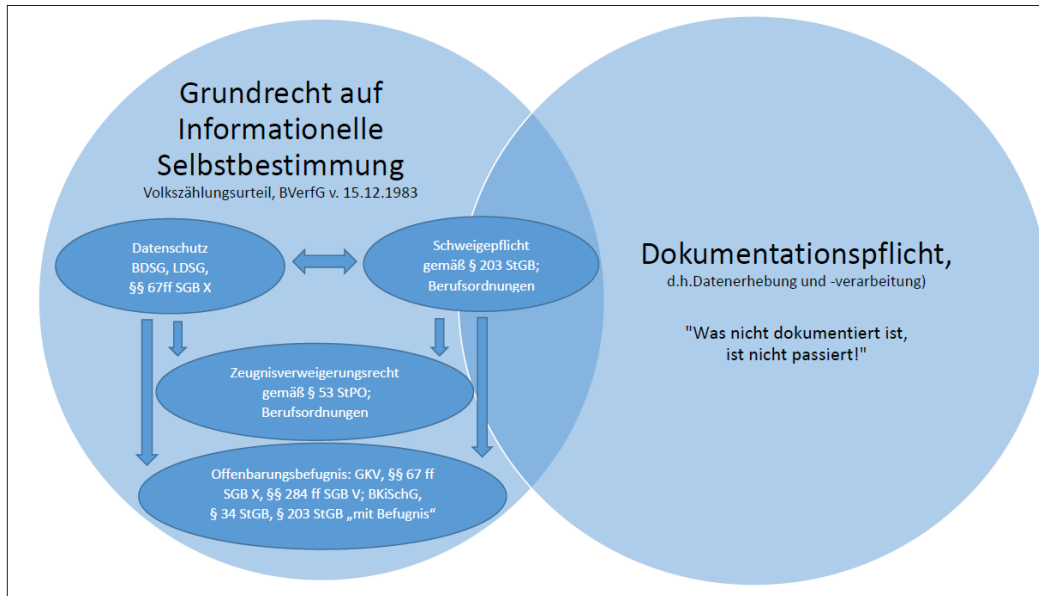 Grundrecht auf
Informationelle
Selbstbestimmung
Volkszählungsurteil, BVerfG v. 15.12.1983
Datenschutz
BDSG, LDSG,
§§ 67ff SGB X
Schweigepflicht
gemäß § 203 StGB;
Berufsordnungen
Zeugnisverweigerungsrecht
gemäß § 53 StPO;
Berufsordnungen
Offenbarungsbefugnis: GKV, §§ 67 ff
SGB X, §§ 284 ff SGB V; BKiSchG,
§ 34 StGB, § 203 StGB „mit Befugnis“
Dokumentationspflicht,
d.h.Datenerhebung und -verarbeitung)
"Was nicht dokumentiert ist,
ist nicht passiert!"